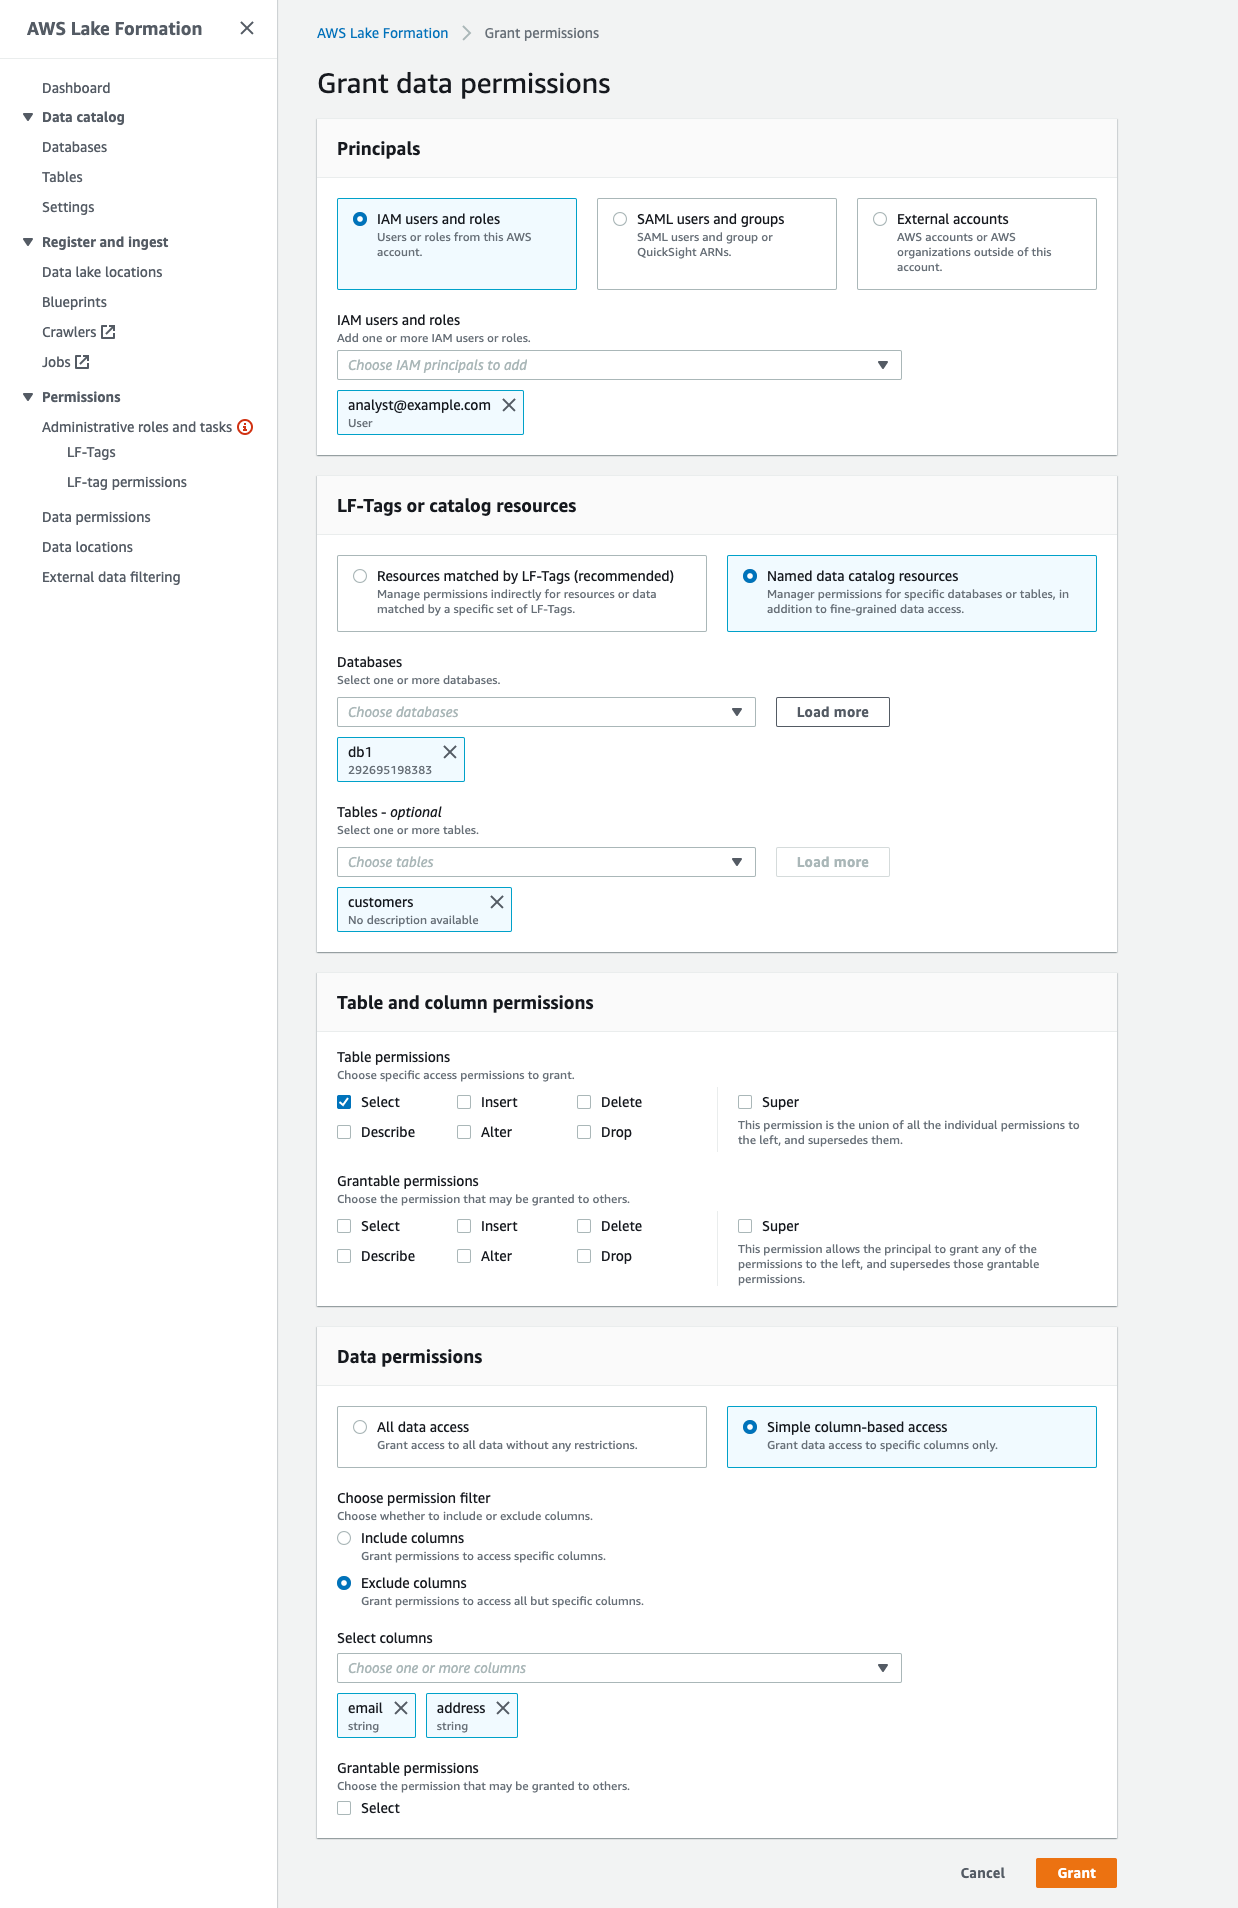 AWS Lake Formation
Dashboard
Data catalog
Databases
Tables
Settings
Register and ingest
Data lake locations
Blueprints
Crawlers
Jobs
Permissions
Administrative roles and tasks
LF-Tags
LF-tag permissions
Data permissions
Data locations
External data filtering
AWS Lake Formation > Grant permissions
Grant data permissions
Principals
IAM users and roles
Users or roles from this AWS
account.
SAML users and groups
SAML users and group or
QuickSight ARNs.
External accounts
AWS accounts or AWS
organizations outside of this
account.
IAM users and roles
Add one or more IAM users or roles.
Choose IAM principals to add
analyst@example.com
User
LF-Tags or catalog resources
Resources matched by LF-Tags (recommended)
Manage permissions indirectly for resources or data
matched by a specific set of LF-Tags.
Named data catalog resources
Manager permissions for specific databases or tables, in
addition to fine-grained data access.
Databases
Select one or more databases.
Choose databases
Load more
db1
292695198383
Tables - optional
Select one or more tables.
Choose tables
Load more
customers
No description available
Table and column permissions
Table permissions
Choose specific access permissions to grant.
Select Insert Delete
Describe Alter Drop
Super
This permission is the union of all the individual permissions to
the left, and supersedes them.
Grantable permissions
Choose the permission that may be granted to others.
Select Insert Delete
Describe Alter Drop
Super
This permission allows the principal to grant any of the
permissions to the left, and supersedes those grantable
permissions.
Data permissions
All data access
Grant access to all data without any restrictions.
Simple column-based access
Grant data access to specific columns only.
Choose permission filter
Choose whether to include or exclude columns.
Include columns
Grant permissions to access specific columns.
Exclude columns
Grant permissions to access all but specific columns.
Select columns
Choose one or more columns
email
string
address
string
Grantable permissions
Choose the permission that may be granted to others.
Select
Cancel
Grant